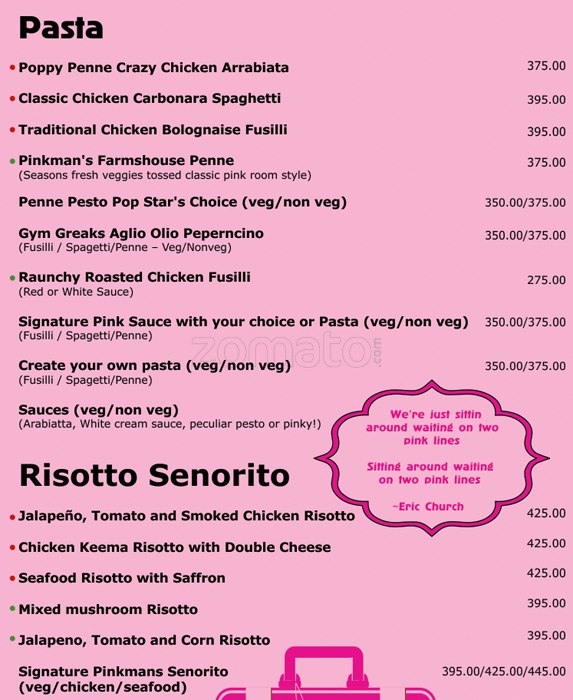 Pasta
Poppy Penne Crazy Chicken Arrabiata 375.00
Classic Chicken Carbonara Spaghetti 395.00
Traditional Chicken Bolognaise Fusilli 395.00
Pinkman's Farmshouse Penne 375.00
(Seasons fresh veggies tossed classic pink room style)
Penne Pesto Pop Star's Choice (veg/non veg) 350.00/375.00
Gym Greaks Aglio Olio Peperncino 350.00/375.00
(Fusilli / Spagetti/Penne – Veg/Nonveg)
Raunchy Roasted Chicken Fusilli 275.00
(Red or White Sauce)
Signature Pink Sauce with your choice or Pasta (veg/non veg) 350.00/375.00
(Fusilli / Spagetti/Penne)
zomato.com
Create your own pasta (veg/non veg) 350.00/375.00
(Fusilli / Spagetti/Penne)
Sauces (veg/non veg)
(Arabiatta, White cream sauce, peculiar pesto or pinky!)
We're just sittin
around waiting on two
pink lines
Sitting around waiting
on two pink lines
~Eric Church
Risotto Senorito
Jalapeño, Tomato and Smoked Chicken Risotto 425.00
Chicken Keema Risotto with Double Cheese 425.00
Seafood Risotto with Saffron 425.00
Mixed mushroom Risotto 395.00
Jalapeno, Tomato and Corn Risotto 395.00
Signature Pinkmans Senorito 395.00/425.00/445.00
(veg/chicken/seafood)